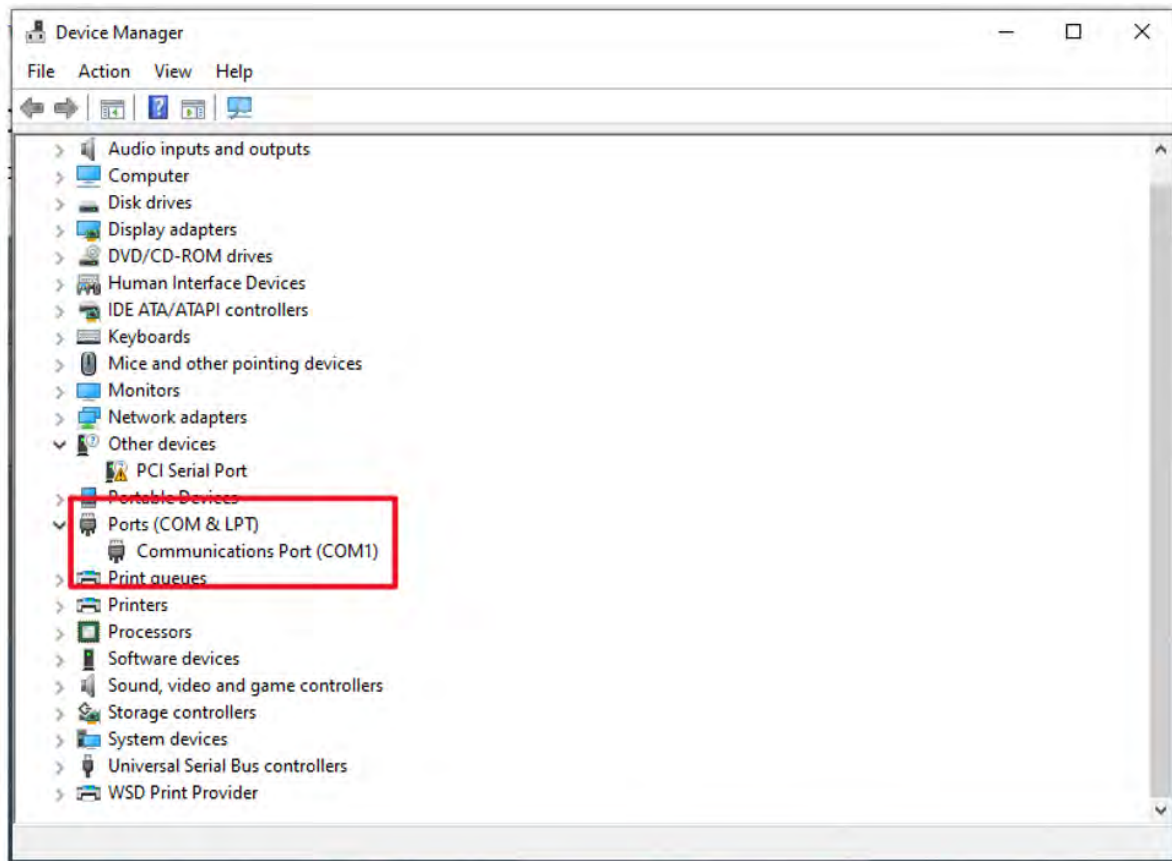 Device Manager
File Action View Help
Audio inputs and outputs
Computer
Disk drives
Display adapters
DVD/CD-ROM drives
Human Interface Devices
IDE ATA/ATAPI controllers
Keyboards
Mice and other pointing devices
Monitors
Network adapters
Other devices
PCI Serial Port
Portable Devices
Ports (COM & LPT)
Communications Port (COM1)
Print queues
Printers
Processors
Software devices
Sound, video and game controllers
Storage controllers
System devices
Universal Serial Bus controllers
WSD Print Provider